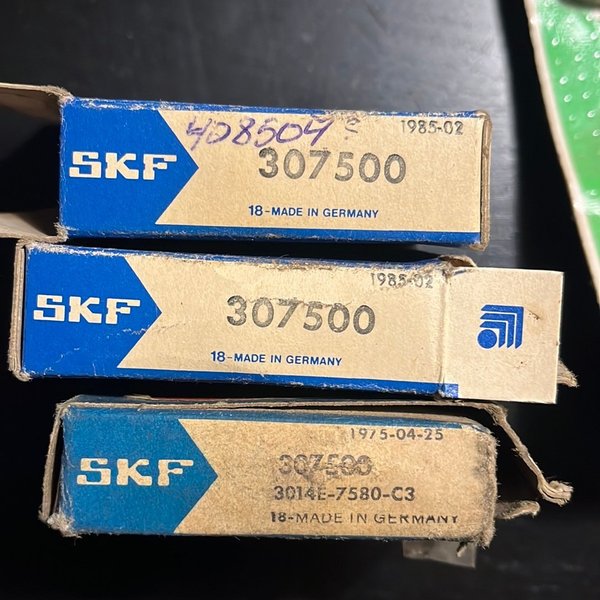 408504
1985-02
SKF
307500
18-MADE IN GERMANY
1985-02
SKF
307500
18-MADE IN GERMANY
1975-04-25
SKF
307500
3014E-7580-C3
18-MADE IN GERMANY